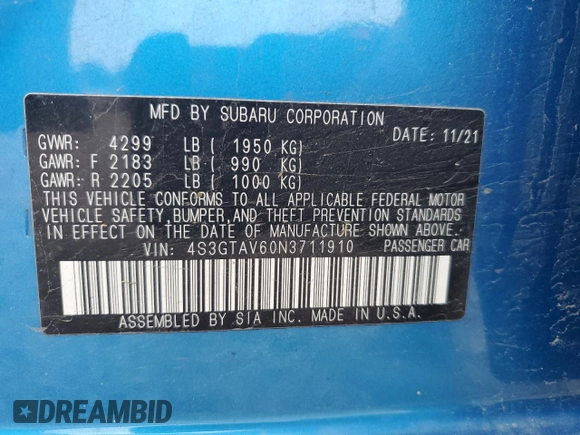 MFD BY SUBARU CORPORATION
GVWR: 4299 LB ( 1950 KG) DATE: 11/21
GAWR: F 2183 LB ( 990 KG)
GAWR: R 2205 LB ( 1000 KG)
THIS VEHICLE CONFORMS TO ALL APPLICABLE FEDERAL MOTOR
VEHICLE SAFETY, BUMPER, AND THEFT PREVENTION STANDARDS
IN EFFECT ON THE DATE OF MANUFACTURE SHOWN ABOVE.
VIN: 4S3GTAV60N3711910 PASSENGER CAR
ASSEMBLED BY SIA INC. MADE IN U.S.A.
DREAMBID